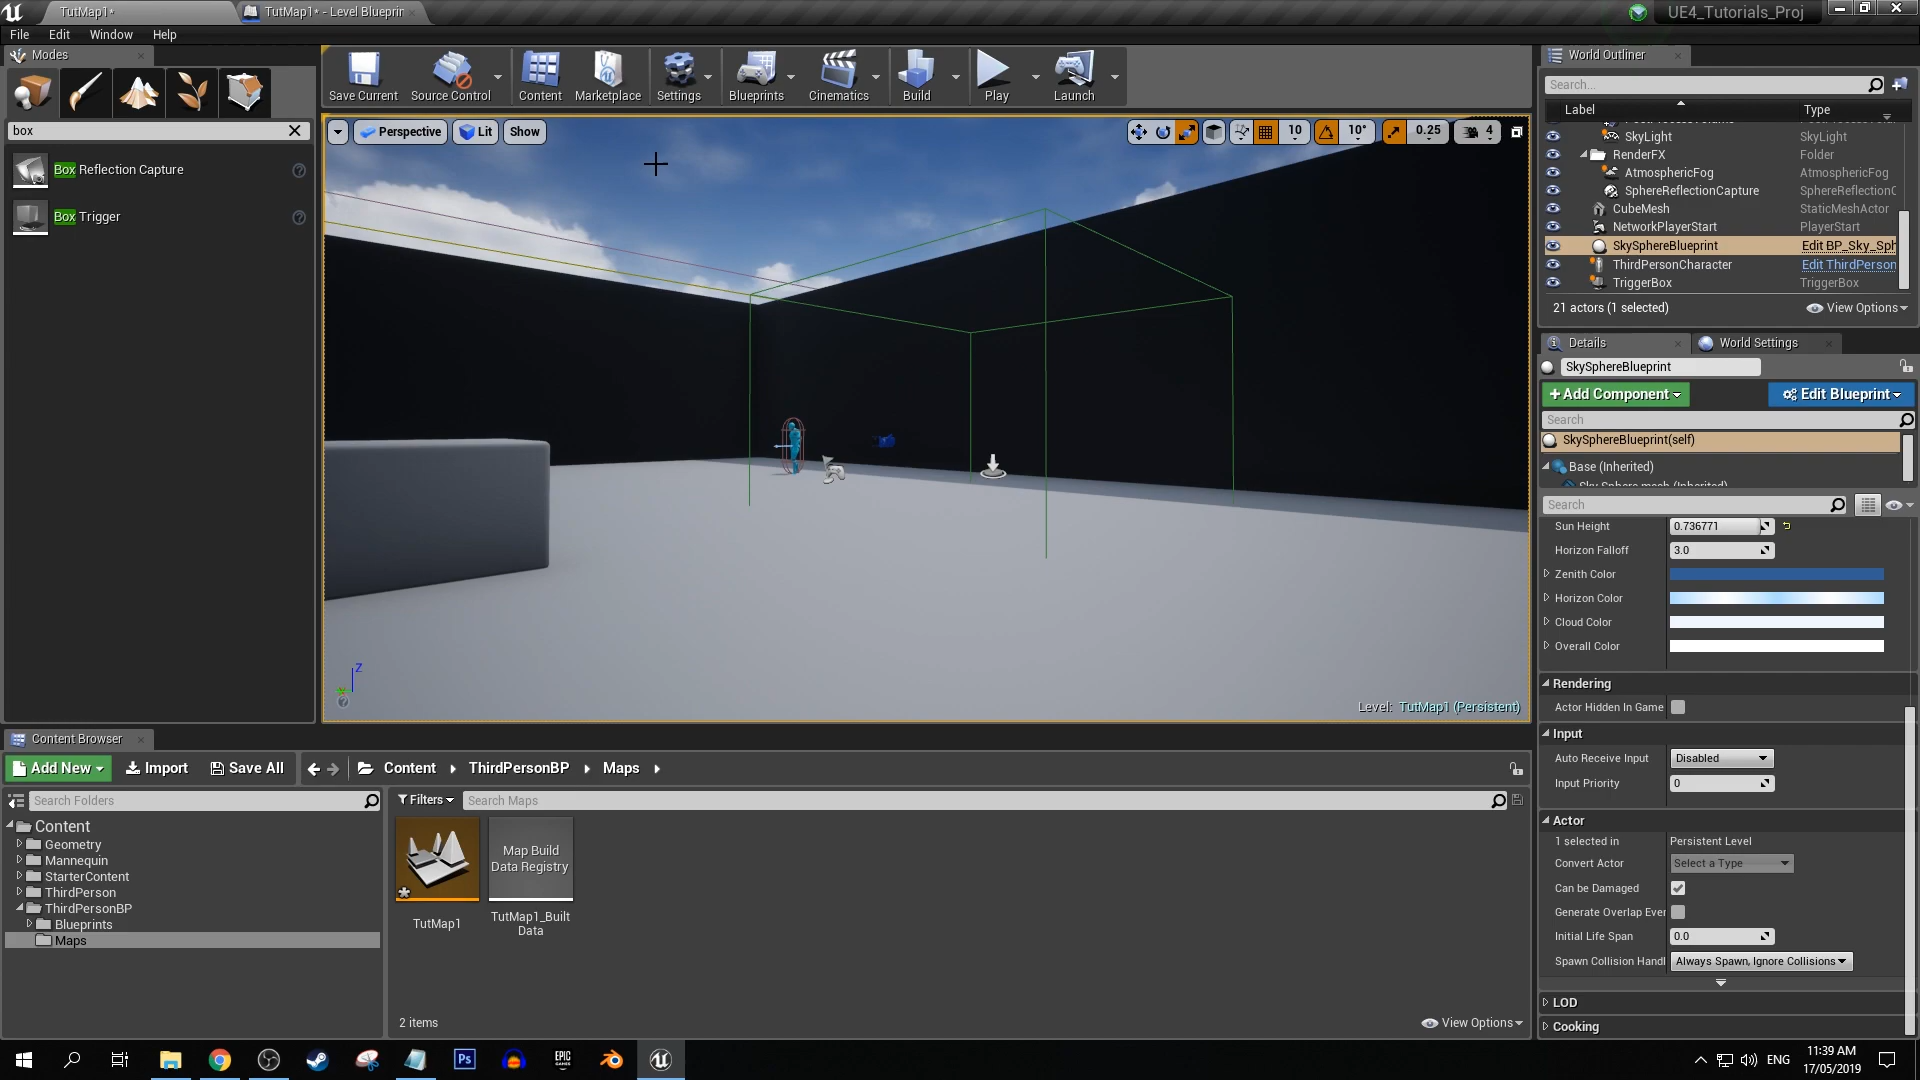 TutMap1*
TutMap1* - Level Blueprin
UE4_Tutorials_Proj
File Edit Window Help
Modes
box
Box Reflection Capture
Box Trigger
Save Current
Source Control
Content
Marketplace
Settings
Blueprints
Cinematics
Build
Play
Launch
Perspective
Lit
Show
10
10°
0.25
4
z
Level: TutMap1 (Persistent)
World Outliner
Search...
Label Type
SkyLight SkyLight
RenderFX Folder
AtmosphericFog AtmosphericFog
SphereReflectionCapture SphereReflectionC
CubeMesh StaticMeshActor
NetworkPlayerStart PlayerStart
SkySphereBlueprint Edit BP_Sky_Sph
ThirdPersonCharacter Edit ThirdPerson
TriggerBox TriggerBox
21 actors (1 selected)
View Options
Details
World Settings
SkySphereBlueprint
+Add Component
Edit Blueprint
Search
SkySphereBlueprint(self)
Base (Inherited)
Sky Sphere mesh (Inherited)
Search
Sun Height 0.736771
Horizon Falloff 3.0
Zenith Color
Horizon Color
Cloud Color
Overall Color
Rendering
Actor Hidden In Game
Input
Auto Receive Input Disabled
Input Priority 0
Actor
1 selected in Persistent Level
Convert Actor Select a Type
Can be Damaged
Generate Overlap Ever
Initial Life Span 0.0
Spawn Collision Handl Always Spawn, Ignore Collisions
LOD
Cooking
Content Browser
Add New
Import
Save All
Content
ThirdPersonBP
Maps
Search Folders
Filters
Search Maps
Content
Geometry
Mannequin
StarterContent
ThirdPerson
ThirdPersonBP
Blueprints
Maps
Map Build
Data Registry
TutMap1
TutMap1_Built
Data
2 items
View Options
Ps
EPIC
GAMES
ENG
11:39 AM
17/05/2019